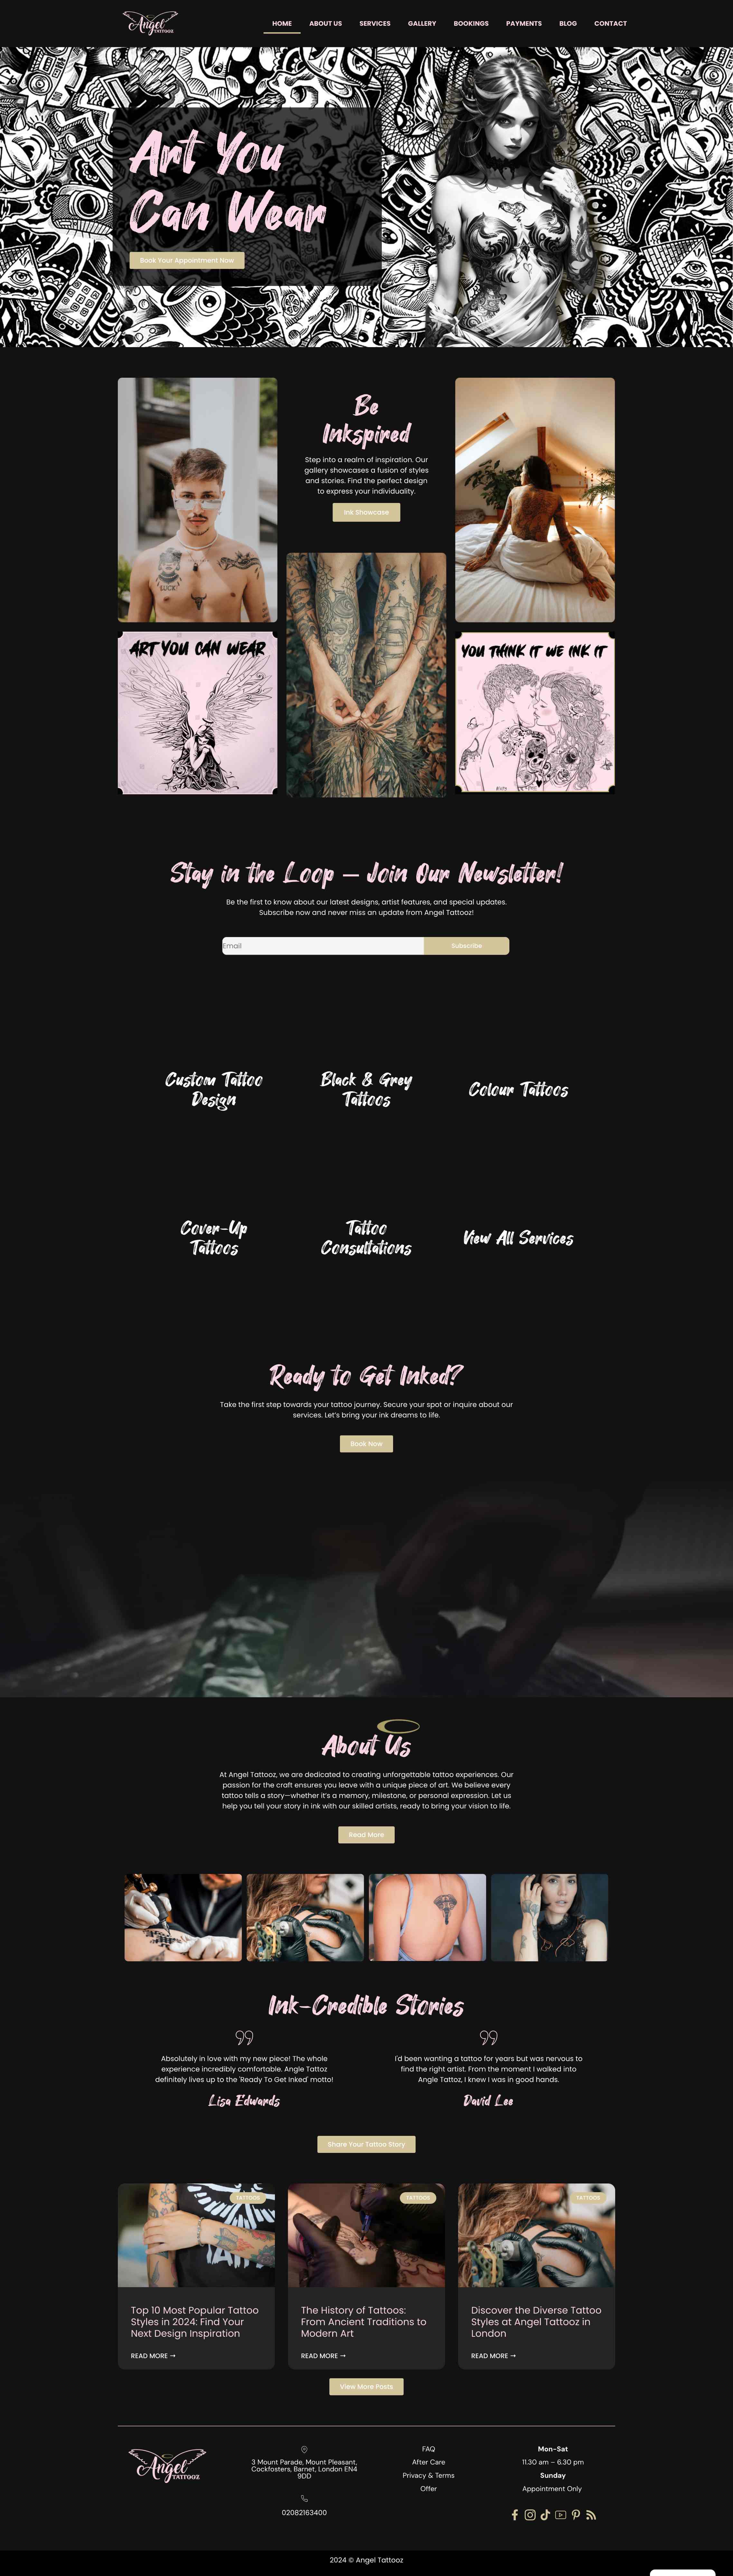 Angel
TATTOOZ
HOME
ABOUT US
SERVICES
GALLERY
BOOKINGS
PAYMENTS
BLOG
CONTACT
LOVE
Art You
Can Wear
Book Your Appointment Now
Be
Inkspired
Step into a realm of inspiration. Our
gallery showcases a fusion of styles
and stories. Find the perfect design
to express your individuality.
Ink Showcase
LUCKY
ART YOU CAN WEAR
YOU THINK IT WE INK IT
Stay in the Loop – Join Our Newsletter!
Be the first to know about our latest designs, artist features, and special updates.
Subscribe now and never miss an update from Angel Tattooz!
Email
Subscribe
Custom Tattoo
Design
Black & Grey
Tattoos
Colour Tattoos
Cover-Up
Tattoos
Tattoo
Consultations
View All Services
Ready to Get Inked?
Take the first step towards your tattoo journey. Secure your spot or inquire about our
services. Let's bring your ink dreams to life.
Book Now
About Us
At Angel Tattooz, we are dedicated to creating unforgettable tattoo experiences. Our
passion for the craft ensures you leave with a unique piece of art. We believe every
tattoo tells a story—whether it's a memory, milestone, or personal expression. Let us
help you tell your story in ink with our skilled artists, ready to bring your vision to life.
Read More
Ink-Credible Stories
Absolutely in love with my new piece! The whole
experience incredibly comfortable. Angle Tattoz
definitely lives up to the 'Ready To Get Inked' motto!
Lisa Edwards
I'd been wanting a tattoo for years but was nervous to
find the right artist. From the moment I walked into
Angle Tattoz, I knew I was in good hands.
David Lee
Share Your Tattoo Story
TATTOOS
Top 10 Most Popular Tattoo
Styles in 2024: Find Your
Next Design Inspiration
READ MORE ➞
TATTOOS
The History of Tattoos:
From Ancient Traditions to
Modern Art
READ MORE ➞
TATTOOS
Discover the Diverse Tattoo
Styles at Angel Tattooz in
London
READ MORE ➞
View More Posts
Angel
TATTOOZ
3 Mount Parade, Mount Pleasant,
Cockfosters, Barnet, London EN4
9DD
02082163400
FAQ
After Care
Privacy & Terms
Offer
Mon-Sat
11.30 am – 6.30 pm
Sunday
Appointment Only
2024 © Angel Tattooz